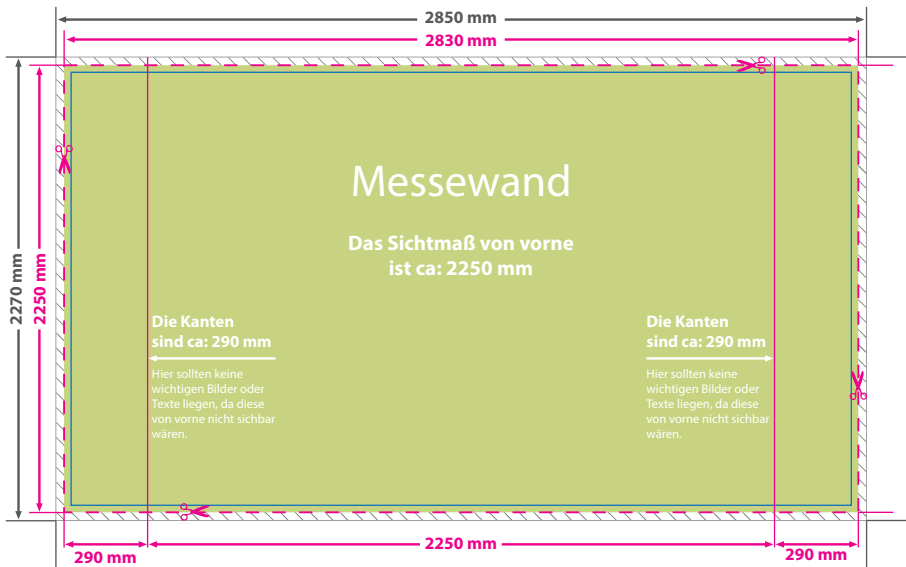 2850 mm
2830 mm
2270 mm
2250 mm
Messewand
Das Sichtmaß von vorne
ist ca: 2250 mm
Die Kanten
sind ca: 290 mm
Hier sollten keine
wichtigen Bilder oder
Texte liegen, da diese
von vorne nicht sichbar
wären.
Die Kanten
sind ca: 290 mm
Hier sollten keine
wichtigen Bilder oder
Texte liegen, da diese
von vorne nicht sichbar
wären.
290 mm
2250 mm
290 mm